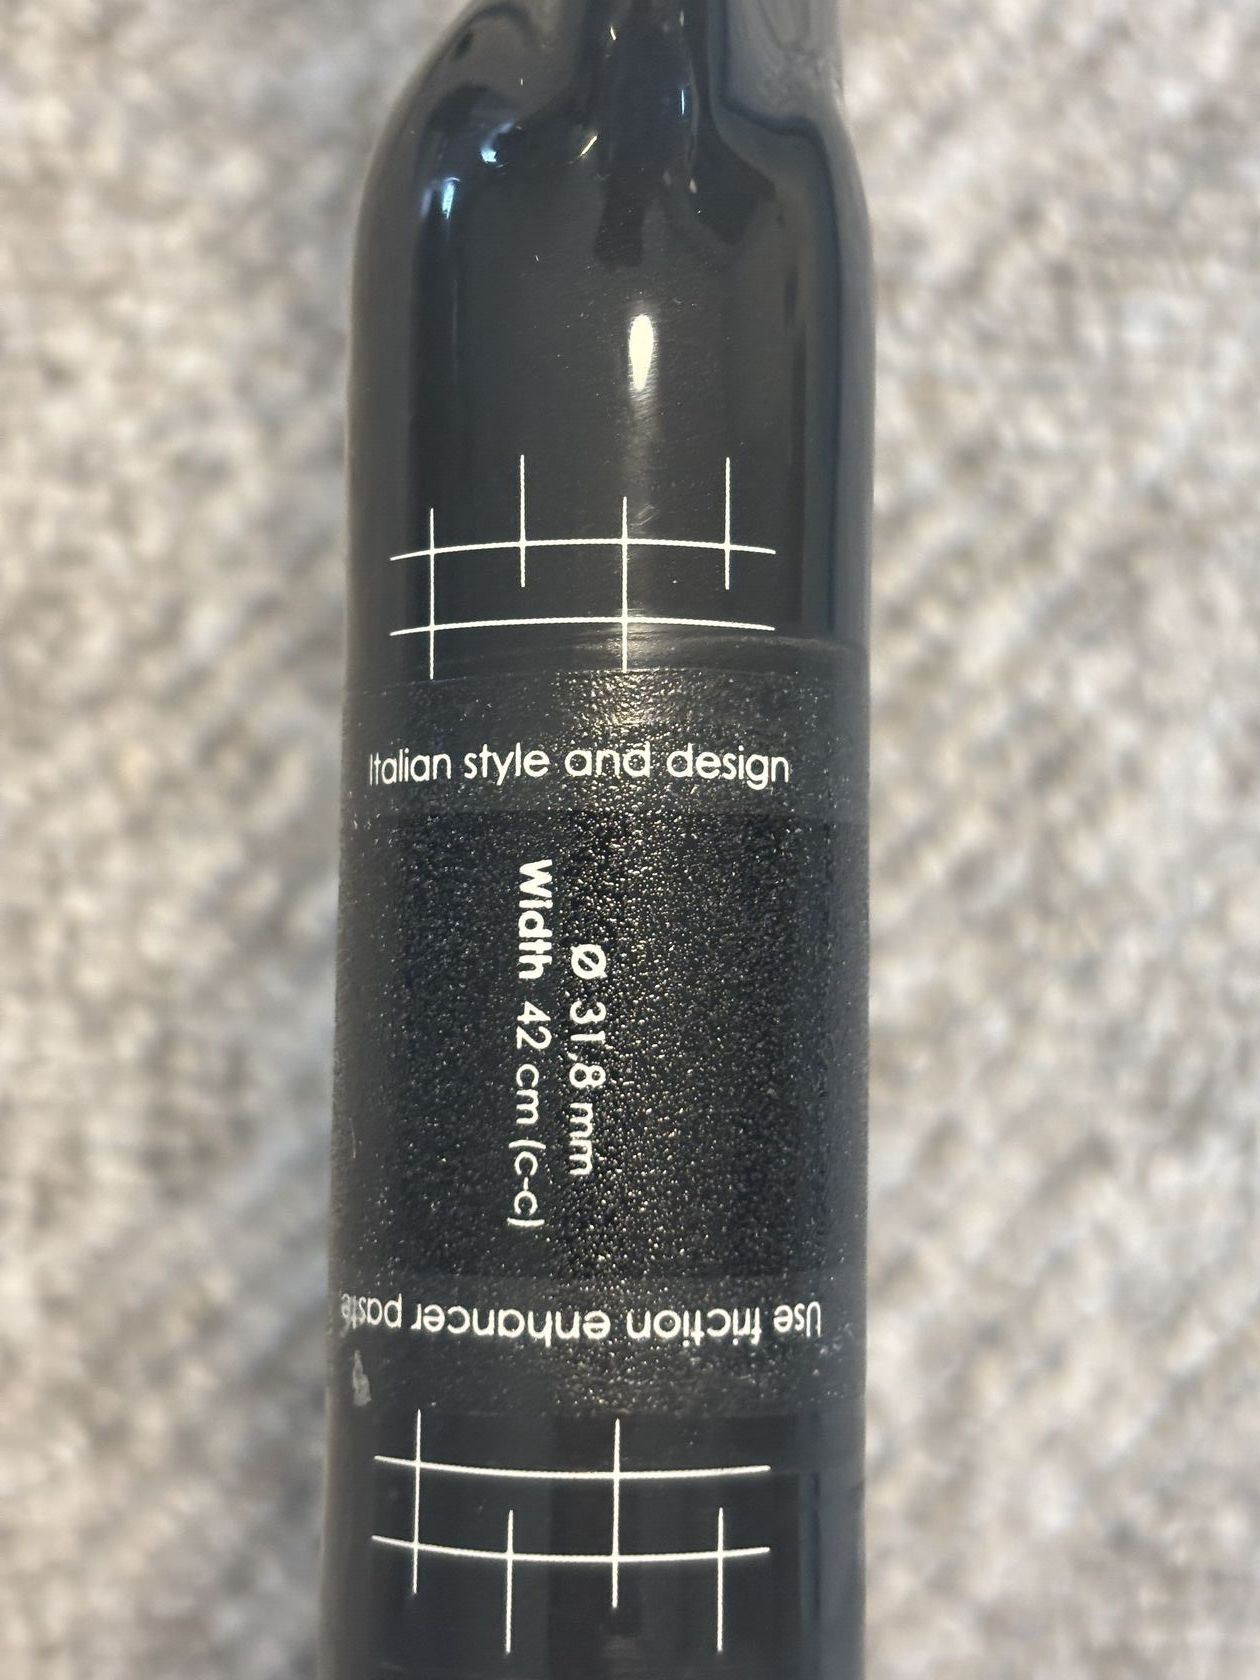 Italian style and design
Ø 31,8 mm
Width 42 cm (c-c)
Use friction enhancer paste